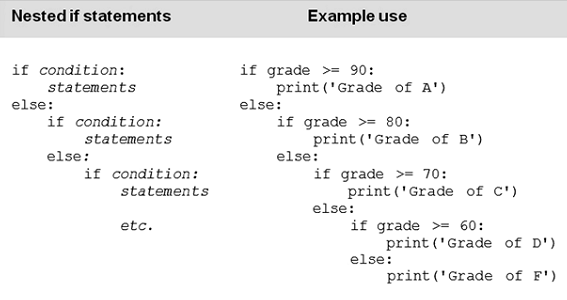 Nested if statements    Example use
if condition:    if grade >= 90:
    statements        print('Grade of A')
else:    else:
    if condition:        if grade >= 80:
        statements            print('Grade of B')
    else:        else:
        if condition:            if grade >= 70:
            statements                print('Grade of C')
            else:
            etc.                if grade >= 60:
                    print('Grade of D')
                else:
                    print('Grade of F')